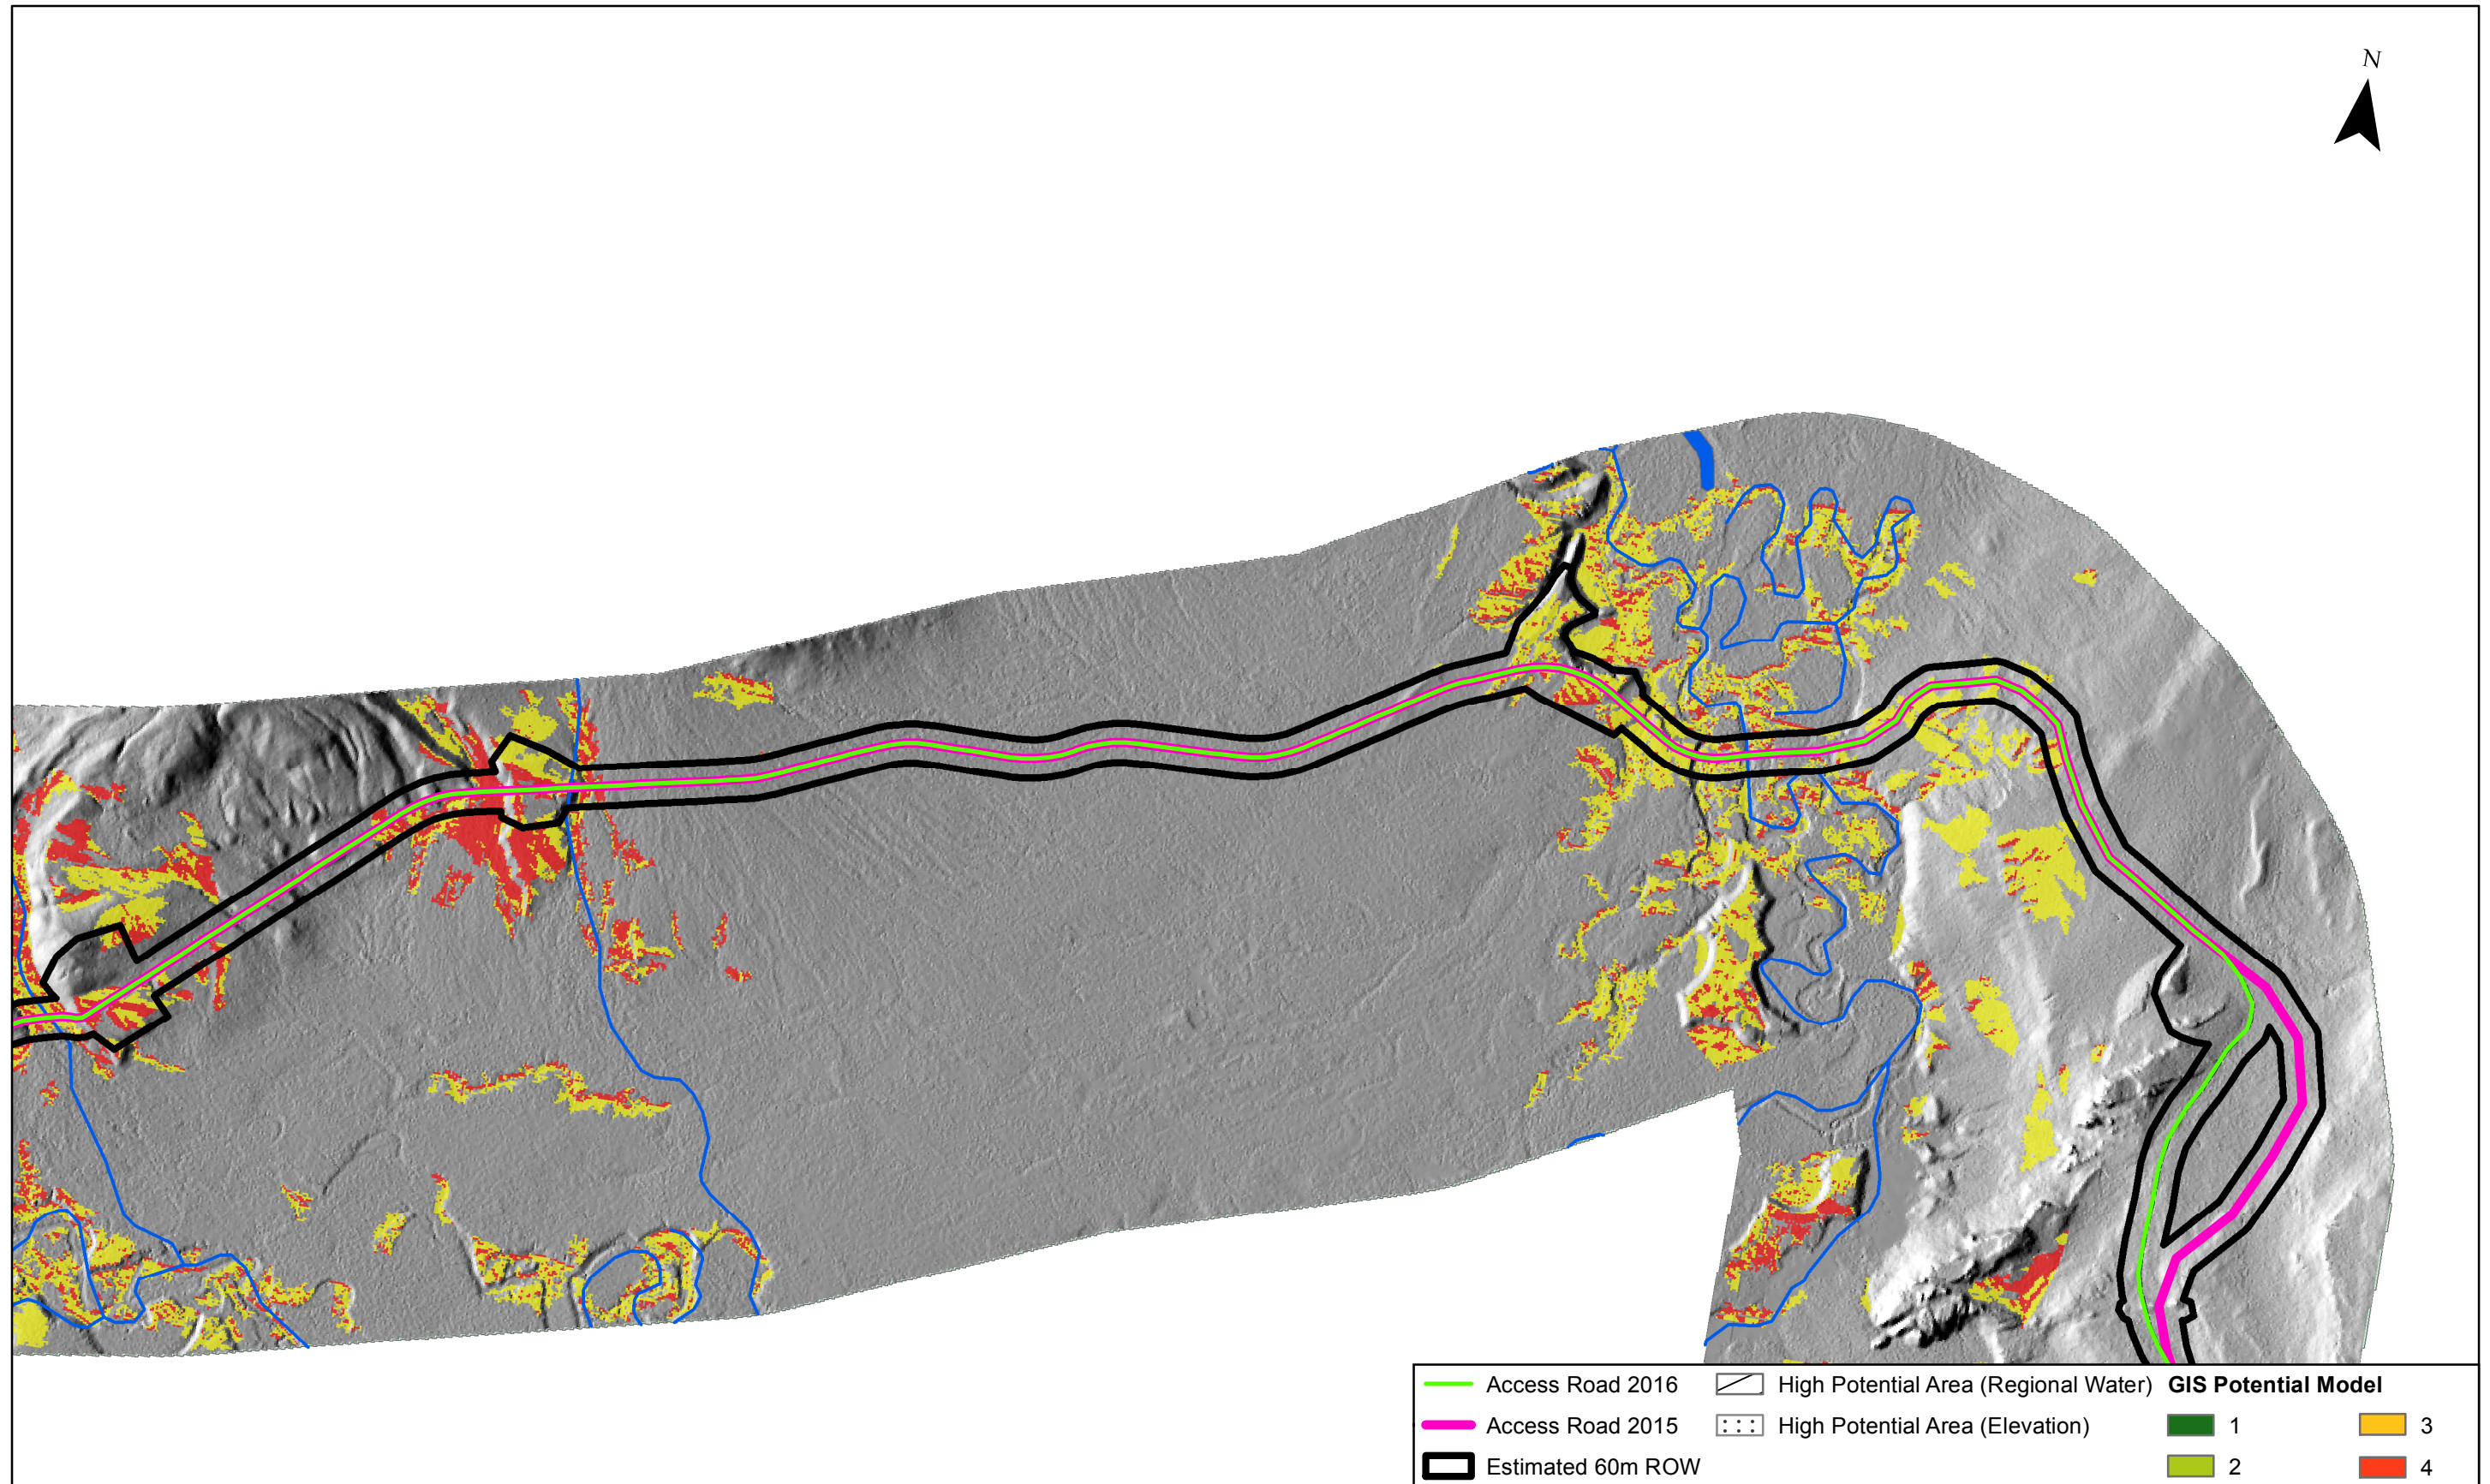 N
Access Road 2016
Access Road 2015
Estimated 60m ROW
High Potential Area (Regional Water)
High Potential Area (Elevation)
GIS Potential Model
1
2
3
4